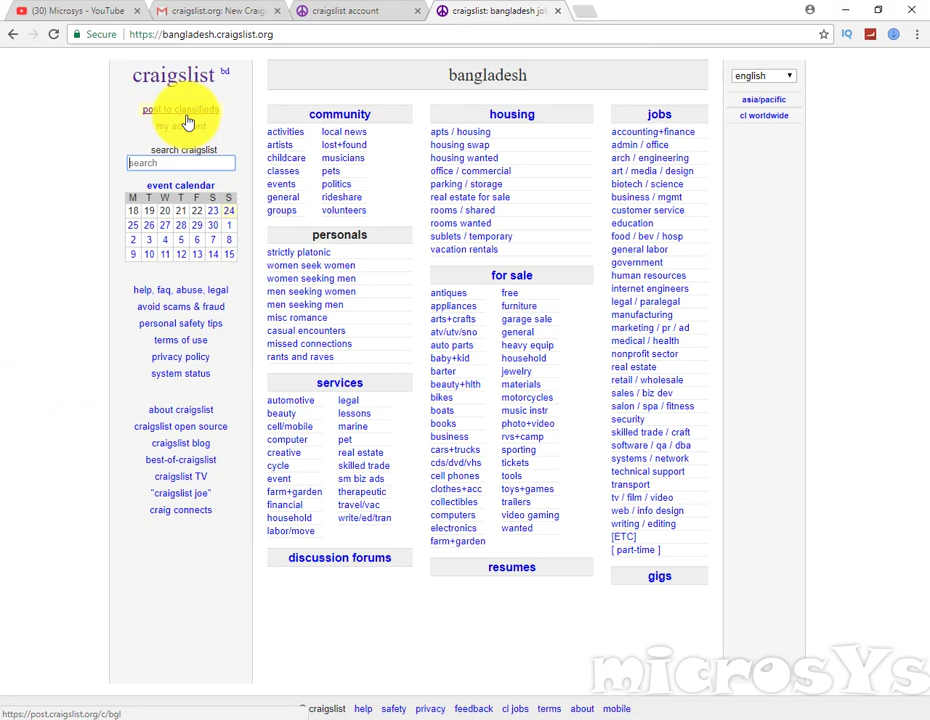 (30) Microsys - YouTube
craigslist.org: New Craig
craigslist account
craigslist: bangladesh jo
Secure
https://bangladesh.craigslist.org
craigslist bd
post to classifieds
my account
search craigslist
search
event calendar
M T W T F S S
18 19 20 21 22 23 24
25 26 27 28 29 30 1
2 3 4 5 6 7 8
9 10 11 12 13 14 15
help, faq, abuse, legal
avoid scams & fraud
personal safety tips
terms of use
privacy policy
system status
about craigslist
craigslist open source
craigslist blog
best-of-craigslist
craigslist TV
"craigslist joe"
craig connects
bangladesh
community
activities local news
artists lost+found
childcare musicians
classes pets
events politics
general rideshare
groups volunteers
personals
strictly platonic
women seek women
women seeking men
men seeking women
men seeking men
misc romance
casual encounters
missed connections
rants and raves
services
automotive legal
beauty lessons
cell/mobile marine
computer pet
creative real estate
cycle skilled trade
event sm biz ads
farm+garden therapeutic
financial travel/vac
household write/ed/tran
labor/move
discussion forums
housing
apts / housing
housing swap
housing wanted
office / commercial
parking / storage
real estate for sale
rooms / shared
rooms wanted
sublets / temporary
vacation rentals
for sale
antiques free
appliances furniture
arts+crafts garage sale
atv/utv/sno general
auto parts heavy equip
baby+kid household
barter jewelry
beauty+hlth materials
bikes motorcycles
boats music instr
books photo+video
business rvs+camp
cars+trucks sporting
cds/dvd/vhs tickets
cell phones tools
clothes+acc toys+games
collectibles trailers
computers video gaming
electronics wanted
farm+garden
resumes
jobs
accounting+finance
admin / office
arch / engineering
art / media / design
biotech / science
business / mgmt
customer service
education
food / bev / hosp
general labor
government
human resources
internet engineers
legal / paralegal
manufacturing
marketing / pr / ad
medical / health
nonprofit sector
real estate
retail / wholesale
sales / biz dev
salon / spa / fitness
security
skilled trade / craft
software / qa / dba
systems / network
technical support
transport
tv / film / video
web / info design
writing / editing
[ETC]
[ part-time ]
gigs
english
asia/pacific
cl worldwide
microsYs
https://post.craigslist.org/c/bgl
© craigslist help safety privacy feedback cl jobs terms about mobile